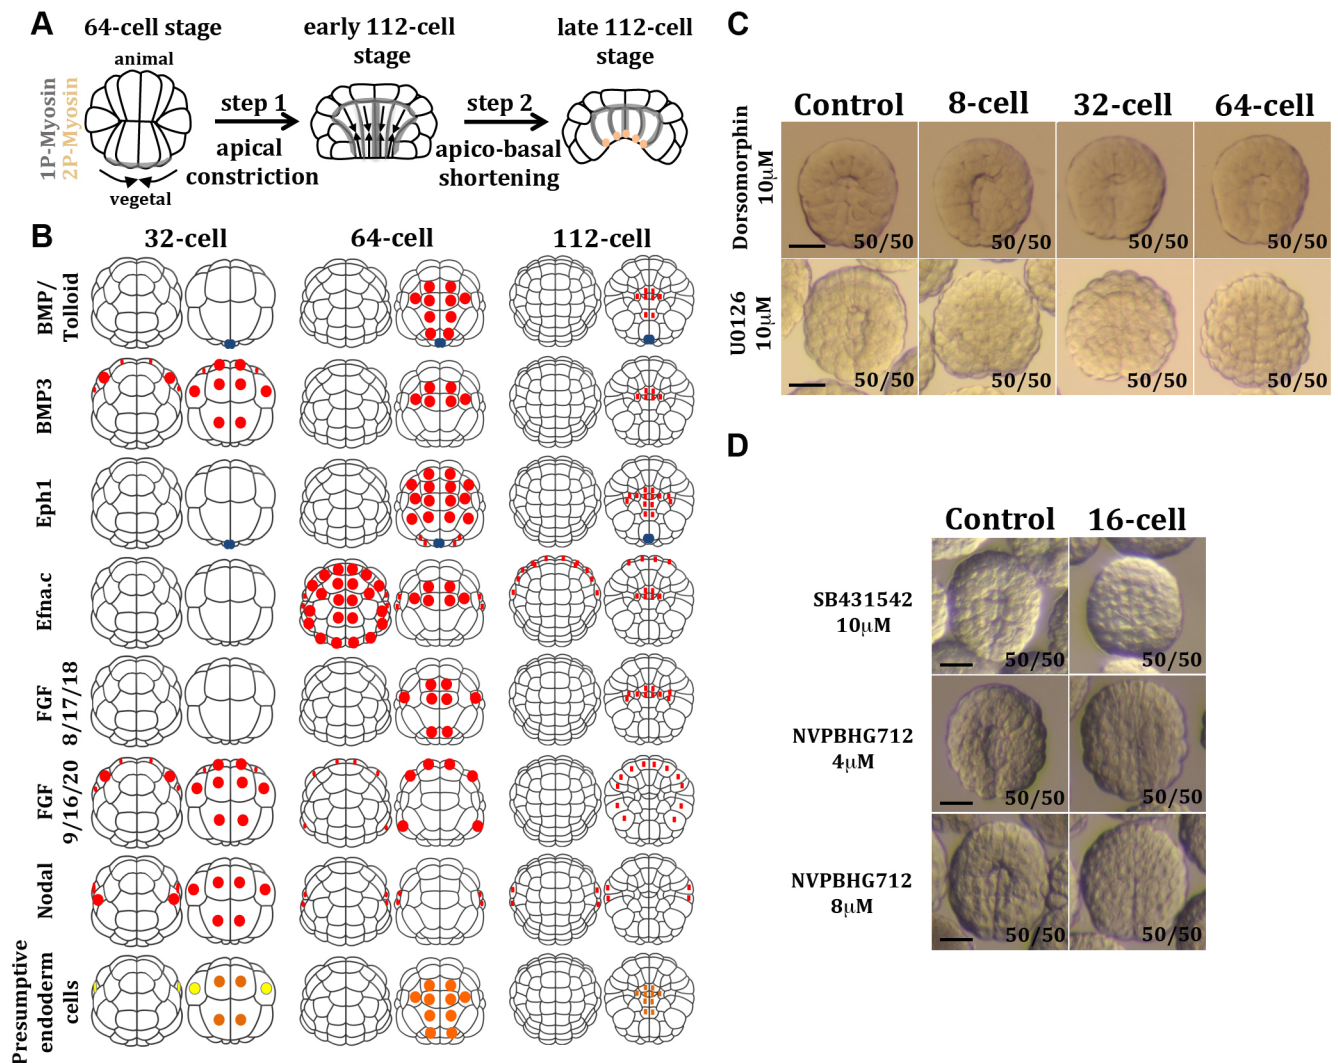 A
64-cell stage
early 112-cell
stage
late 112-cell
stage
animal
vegetal
1P-Myosin
2P-Myosin
step 1
apical
constriction
step 2
apico-basal
shortening
B
32-cell
64-cell
112-cell
BMP/
Tolloid
BMP3
Eph1
Efna.c
FGF
8/17/18
FGF
9/16/20
Nodal
Presumptive
endoderm
cells
C
Control
8-cell
32-cell
64-cell
Dorsomorphin
10μM
50/50
50/50
50/50
50/50
U0126
10μM
50/50
50/50
50/50
50/50
D
Control
16-cell
SB431542
10μM
50/50
50/50
NVPBHG712
4μM
50/50
50/50
NVPBHG712
8μM
50/50
50/50